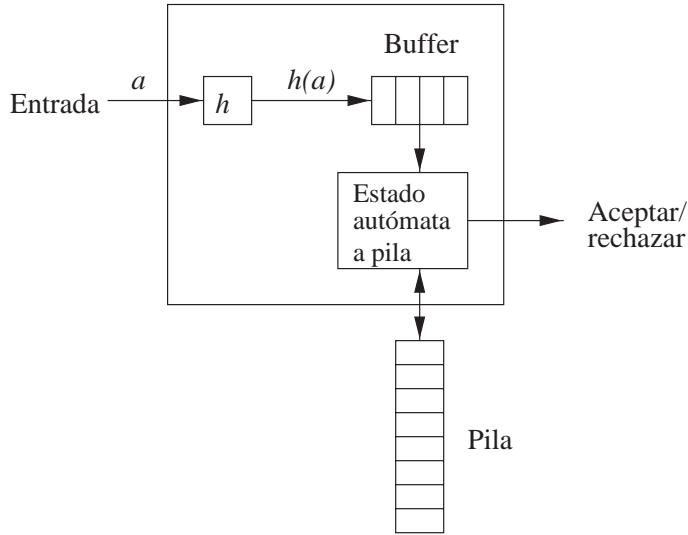 Buffer
a
h(a)
Entrada
h
Estado
autómata
a pila
Aceptar/
rechazar
Pila